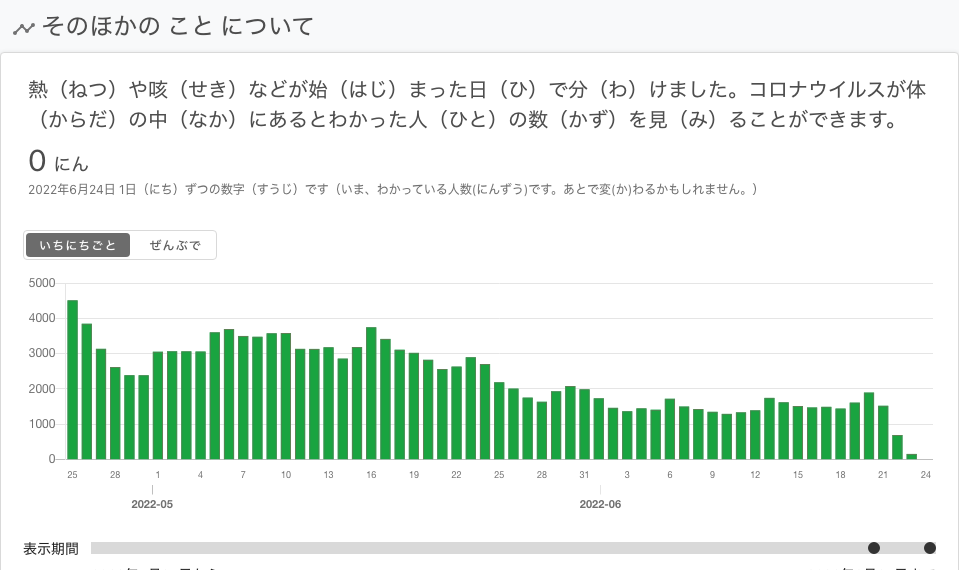 そのほかの こと について
熱（ねつ）や咳（せき）などが始（はじ）まった日（ひ）で分（わ）けました。コロナウイルスが体
（からだ）の中（なか）にあるとわかった人（ひと）の数（かず）を見（み）ることができます。
0 にん
2022年6月24日 1日（にち）ずつの数字（すうじ）です（いま、わかっている人数(にんずう)です。あとで変(か)わるかもしれません。）
いちにちごと ぜんぶで
5000
4000
3000
2000
1000
0
25 28 1 4 7 10 13 16 19 22 25 28 31 3 6 9 12 15 18 21 24
2022-05 2022-06
表示期間